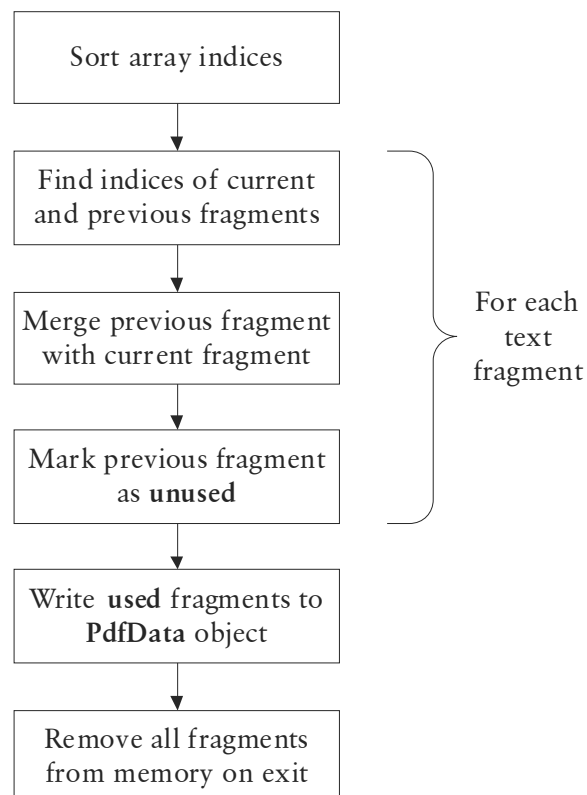 Sort array indices
Find indices of current
and previous fragments
Merge previous fragment
with current fragment
Mark previous fragment
as unused
For each
text
fragment
Write used fragments to
PdfData object
Remove all fragments
from memory on exit